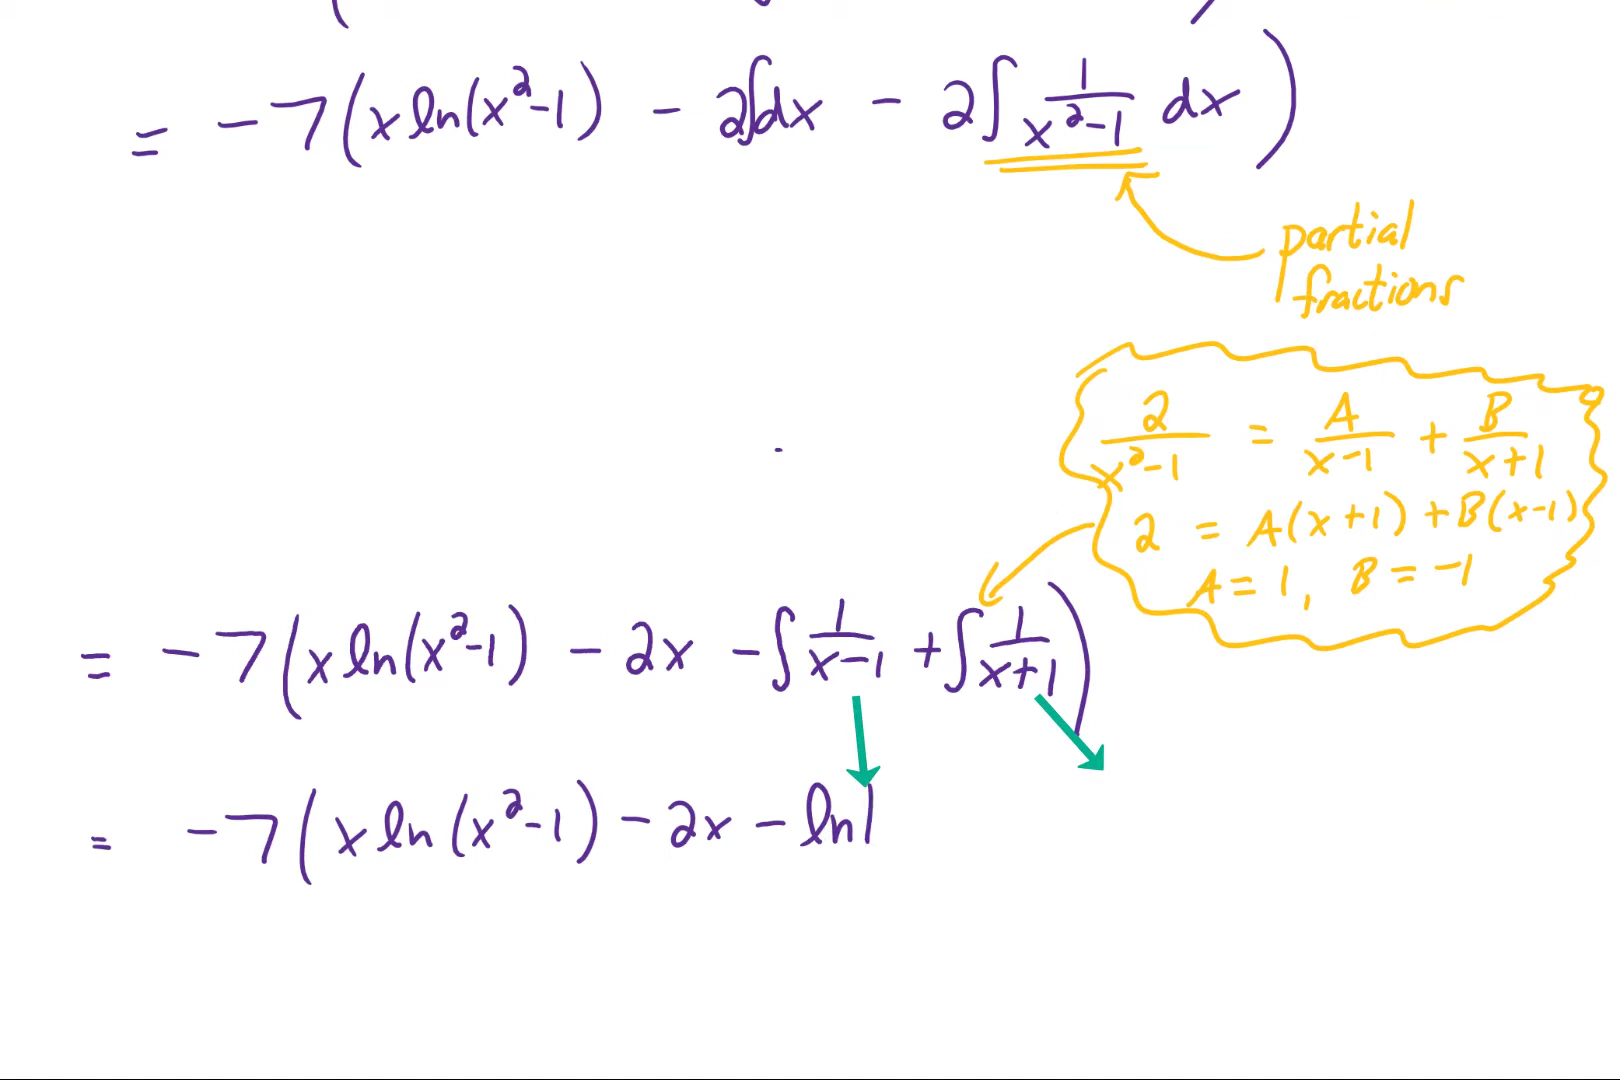 = -7(x ln(x²-1) - 2∫dx - 2∫ 1/(x²-1) dx)
partial
fractions
2/(x²-1) = A/(x-1) + B/(x+1)
2 = A(x+1) + B(x-1)
A = 1, B = -1
= -7(x ln(x²-1) - 2x - ∫ 1/(x-1) + ∫ 1/(x+1))
= -7(x ln(x²-1) - 2x - ln|